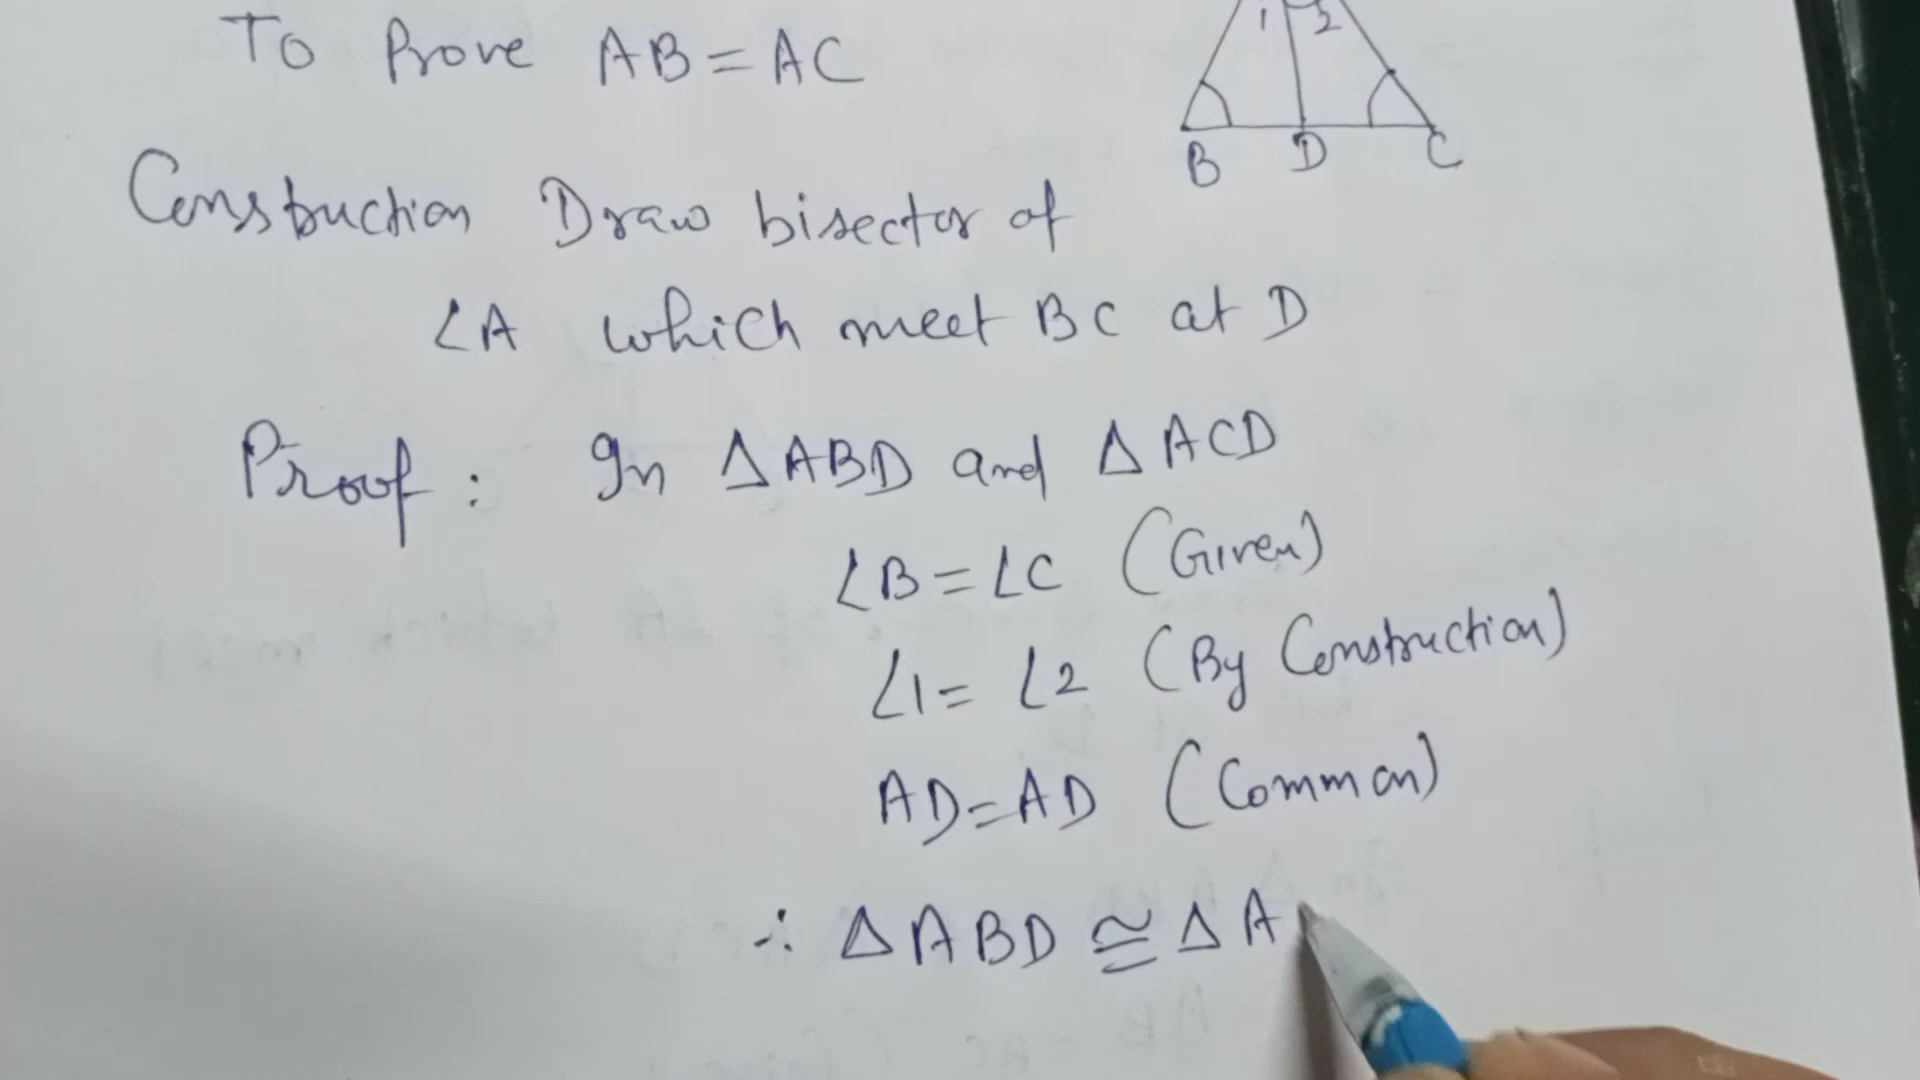 To Prove AB = AC
1 2
B D C
Construction Draw bisector of
∠A which meet BC at D
Proof : In ΔABD and ΔACD
∠B = ∠C (Given)
∠1 = ∠2 (By Construction)
AD = AD (Common)
∴ ΔABD ≅ ΔA